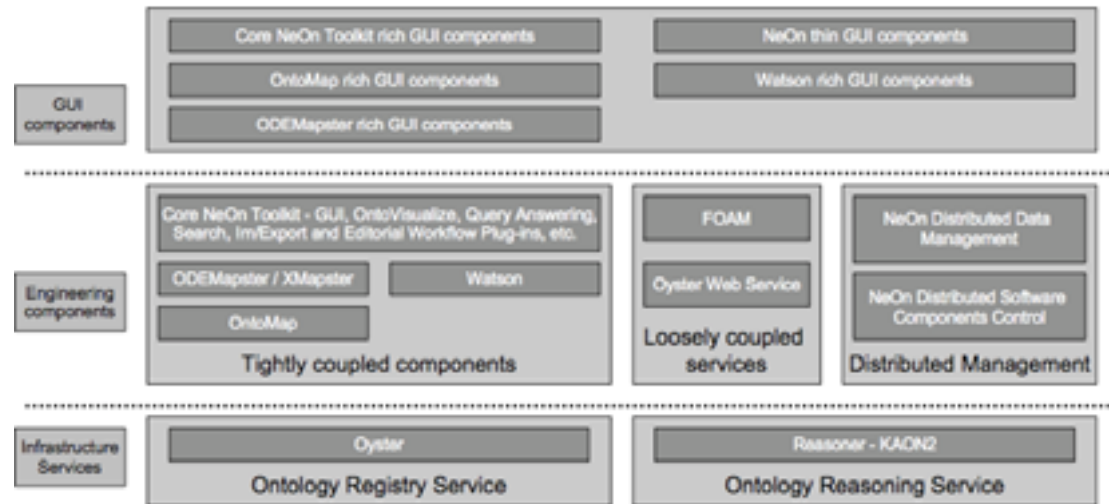 Core NeOn Toolkit rich GUI components
NeOn thin GUI components
OntoMap rich GUI components
Watson rich GUI components
GUI
components
ODEMapster rich GUI components
Core NeOn Toolkit - GUI, OntoVisualize, Query Answering,
Search, Im/Export and Editorial Workflow Plug-ins, etc.
FOAM
NeOn Distributed Data
Management
Engineering
components
ODEMapster / XMapster
Watson
Oyster Web Service
NeOn Distributed Software
Components Control
OntoMap
Tightly coupled components
Loosely coupled
services
Distributed Management
Infrastructure
Services
Oyster
Reasoner - KAON2
Ontology Registry Service
Ontology Reasoning Service